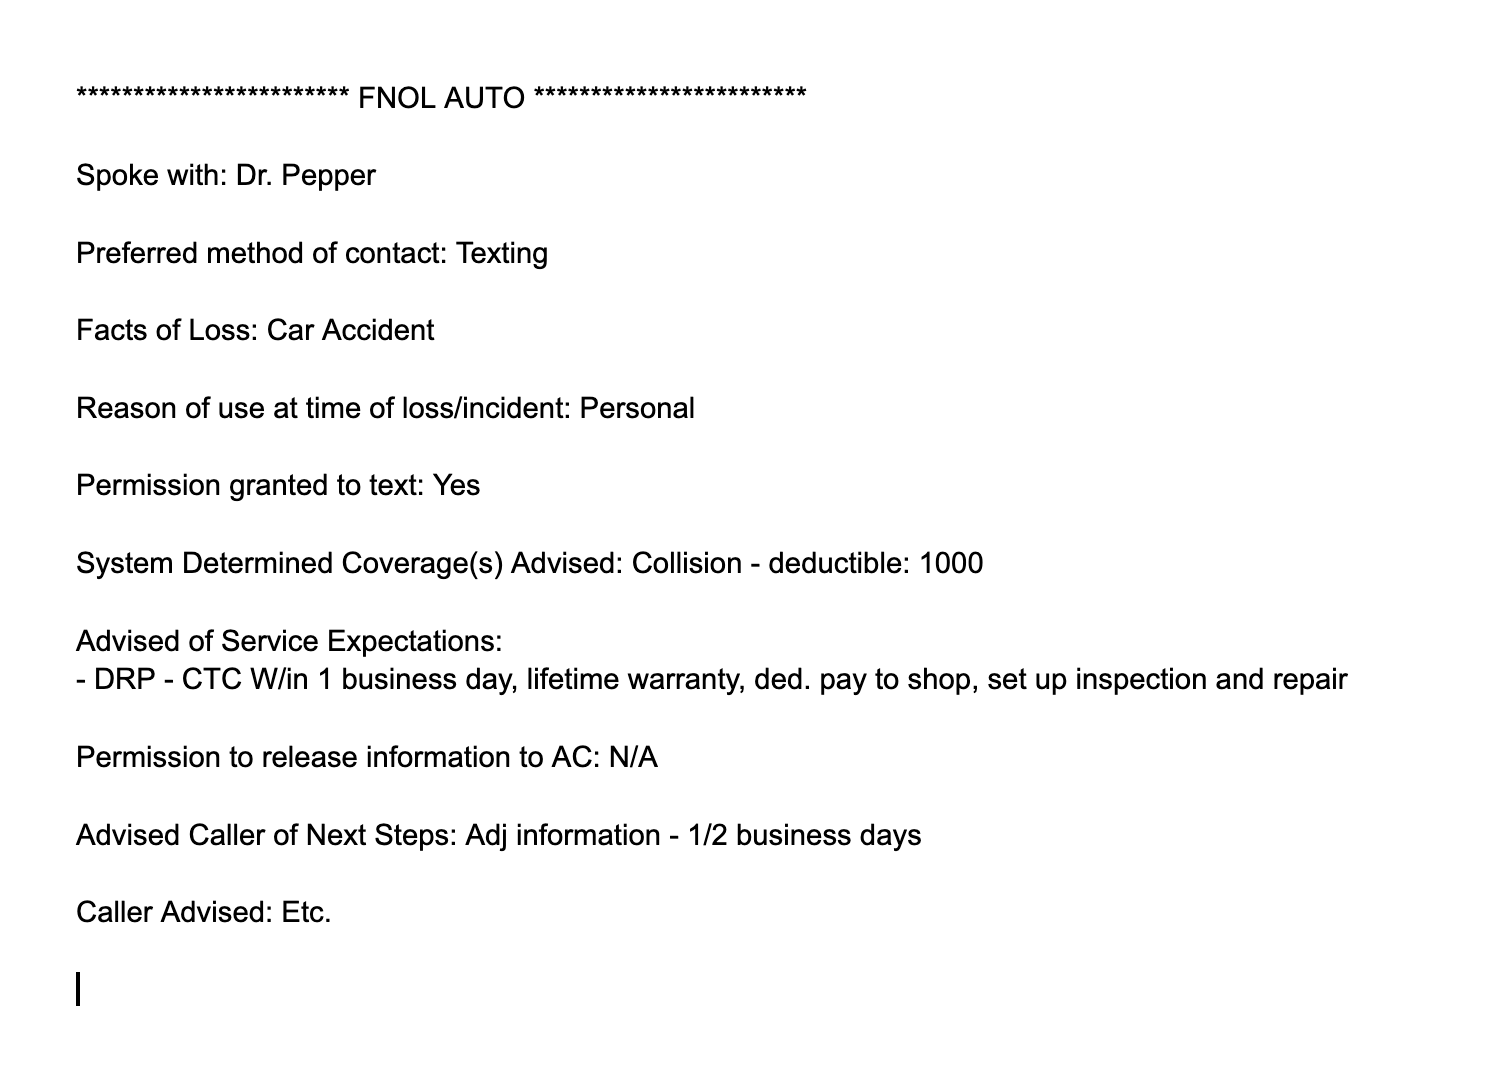 ************************ FNOL AUTO ************************
Spoke with: Dr. Pepper
Preferred method of contact: Texting
Facts of Loss: Car Accident
Reason of use at time of loss/incident: Personal
Permission granted to text: Yes
System Determined Coverage(s) Advised: Collision - deductible: 1000
Advised of Service Expectations:
- DRP - CTC W/in 1 business day, lifetime warranty, ded. pay to shop, set up inspection and repair
Permission to release information to AC: N/A
Advised Caller of Next Steps: Adj information - 1/2 business days
Caller Advised: Etc.